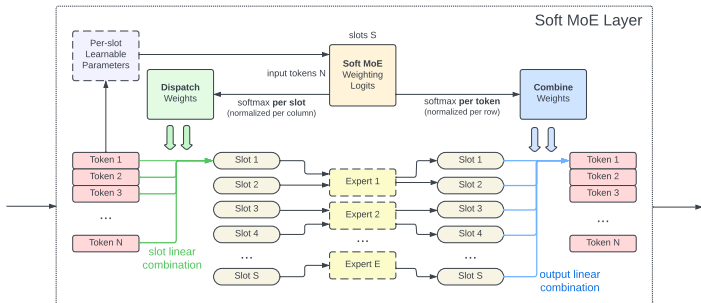 Soft MoE Layer
Per-slot
Learnable
Parameters
slots S
input tokens N
Soft MoE
Weighting
Logits
Dispatch
Weights
softmax per slot
(normalized per column)
softmax per token
(normalized per row)
Combine
Weights
Token 1
Token 2
Token 3
...
Token N
slot linear
combination
Slot 1
Slot 2
Slot 3
Slot 4
...
Slot S
Expert 1
Expert 2
...
Expert E
Slot 1
Slot 2
Slot 3
Slot 4
...
Slot S
output linear
combination
Token 1
Token 2
Token 3
...
Token N